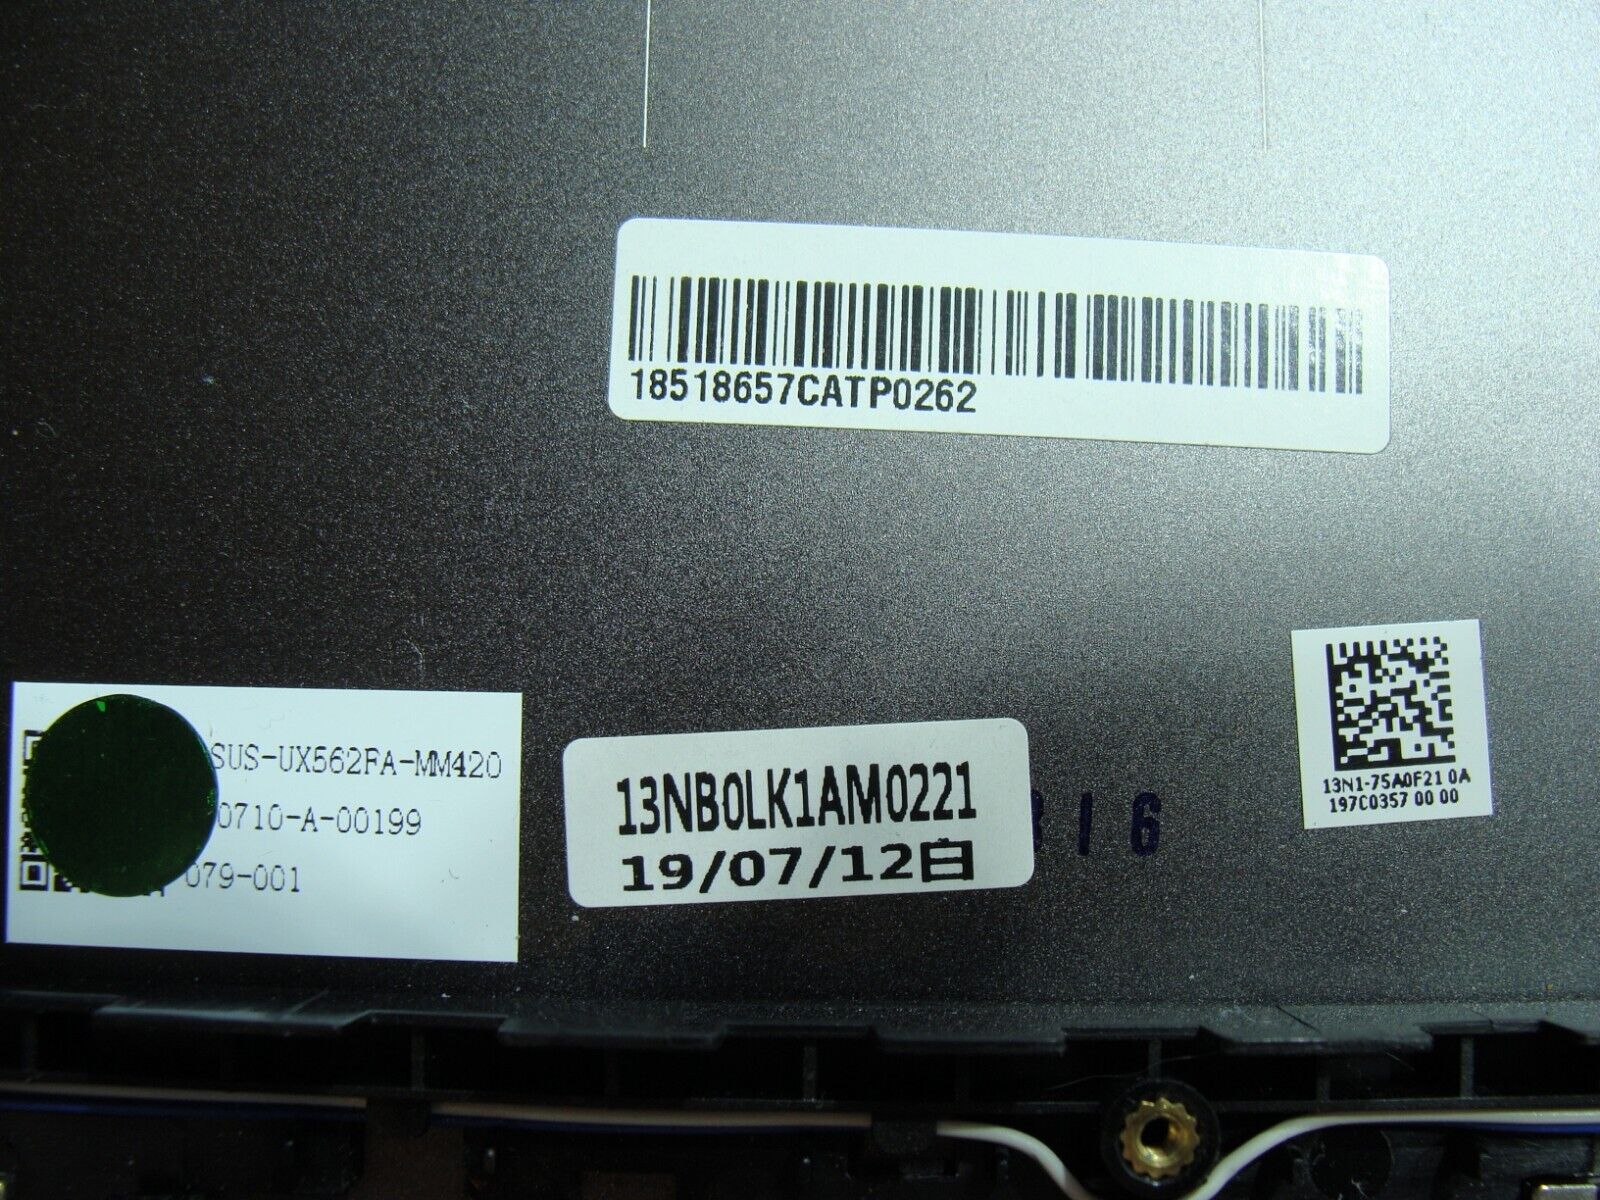 18518657CATP0262
SUS-UX562FA-MM420
0710-A-00199
079-001
13NB0LK1AM0221
19/07/12白
316
13N1-75A0F21 0A
197C0357 00 00